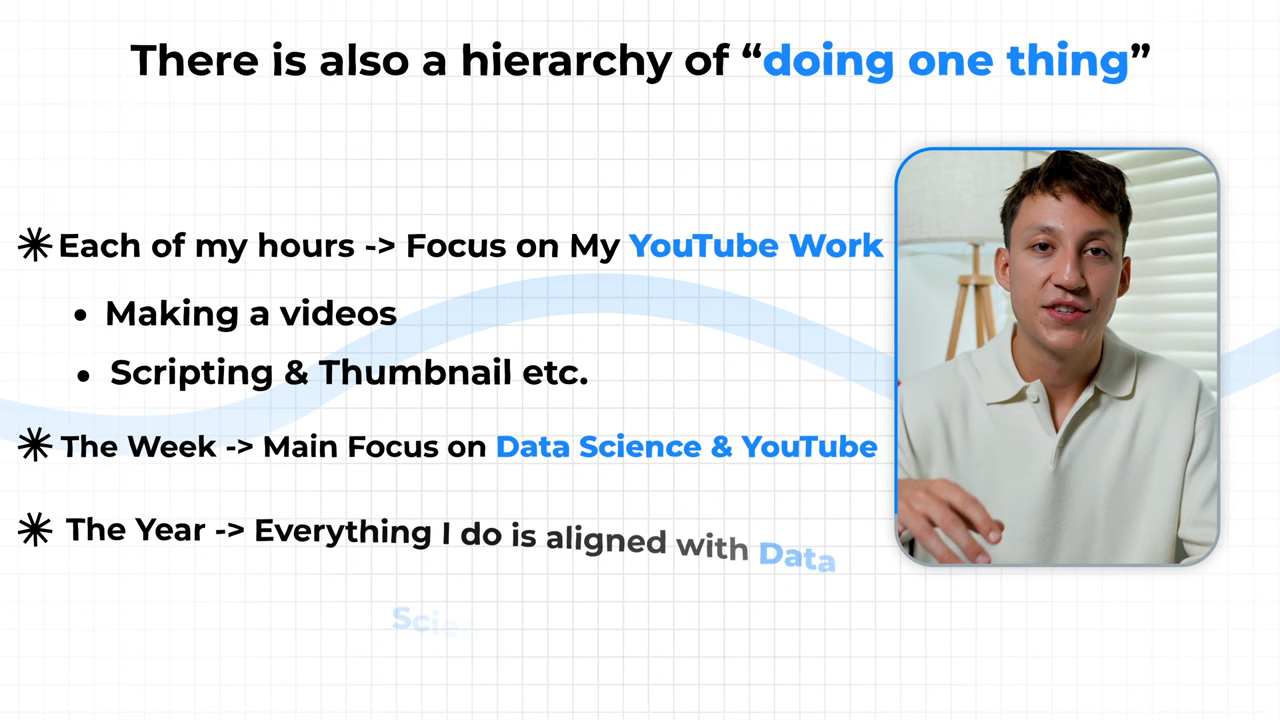 There is also a hierarchy of “doing one thing”
Each of my hours -> Focus on My YouTube Work
Making a videos
Scripting & Thumbnail etc.
The Week -> Main Focus on Data Science & YouTube
The Year -> Everything I do is aligned with Data
Scie